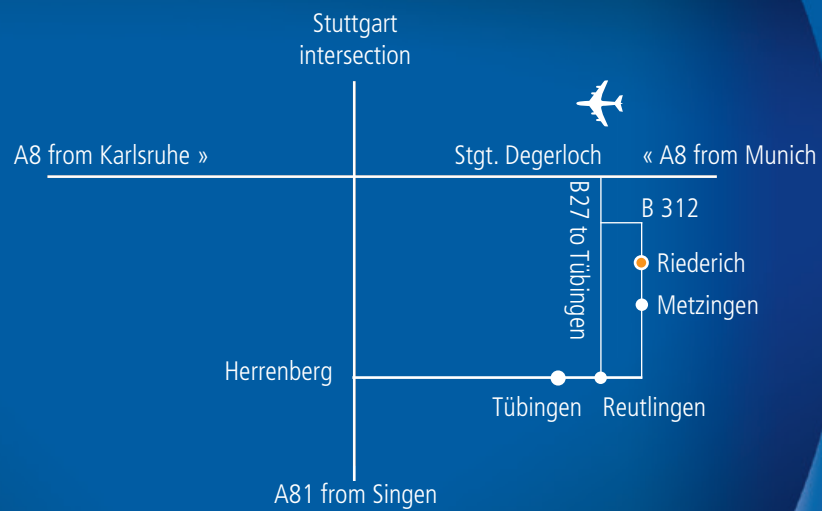 Stuttgart
intersection
A8 from Karlsruhe »
Stgt. Degerloch
« A8 from Munich
B27 to Tübingen
B 312
Riederich
Metzingen
Herrenberg
Tübingen
Reutlingen
A81 from Singen